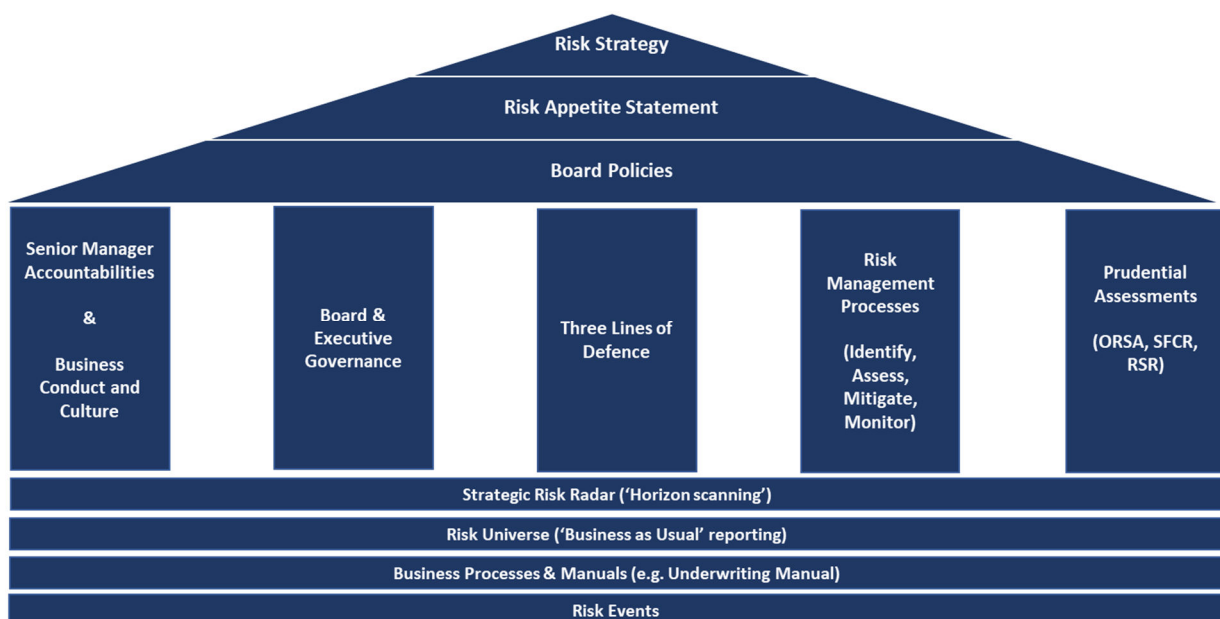 Risk Strategy
Risk Appetite Statement
Board Policies
Senior Manager
Accountabilities
&
Business
Conduct and
Culture
Board &
Executive
Governance
Three Lines of
Defence
Risk
Management
Processes
(Identify,
Assess,
Mitigate,
Monitor)
Prudential
Assessments
(ORSA, SFCR,
RSR)
Strategic Risk Radar (‘Horizon scanning’)
Risk Universe (‘Business as Usual’ reporting)
Business Processes & Manuals (e.g. Underwriting Manual)
Risk Events